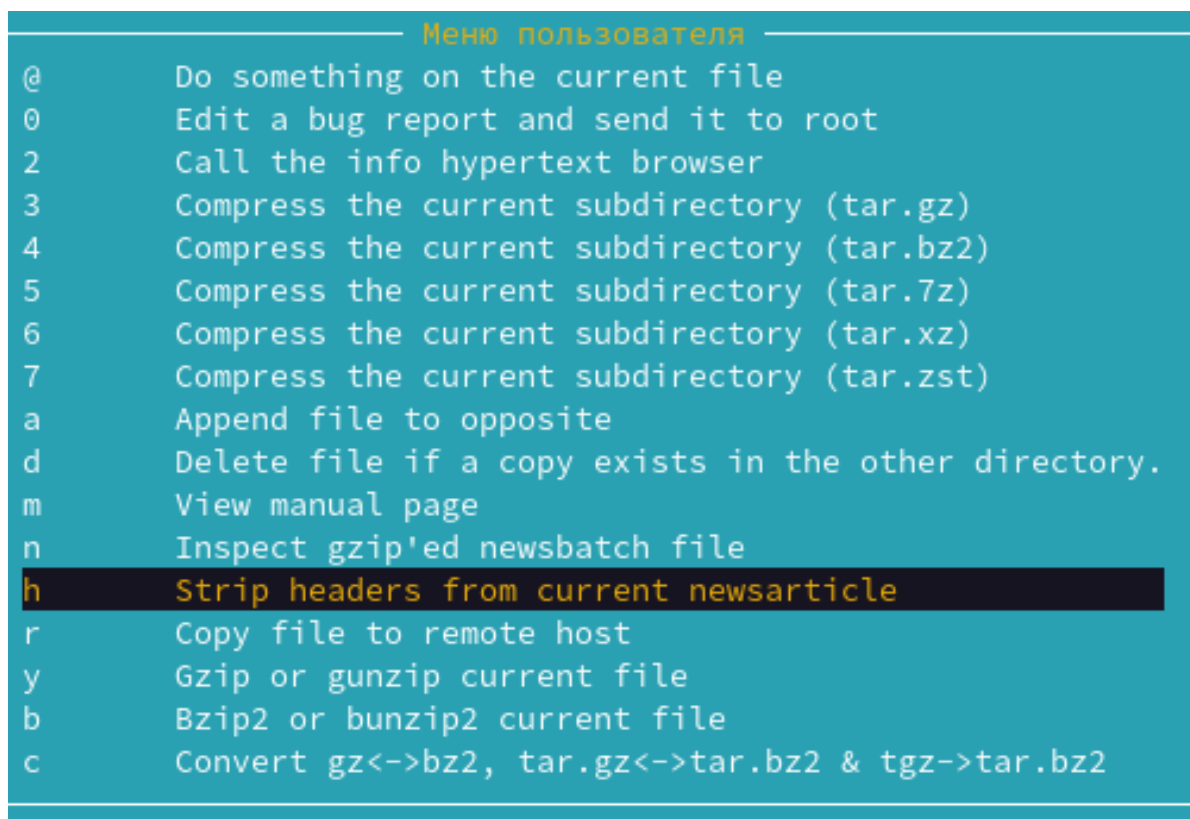 Меню пользователя
@ Do something on the current file
0 Edit a bug report and send it to root
2 Call the info hypertext browser
3 Compress the current subdirectory (tar.gz)
4 Compress the current subdirectory (tar.bz2)
5 Compress the current subdirectory (tar.7z)
6 Compress the current subdirectory (tar.xz)
7 Compress the current subdirectory (tar.zst)
a Append file to opposite
d Delete file if a copy exists in the other directory.
m View manual page
n Inspect gzip'ed newsbatch file
h Strip headers from current newsarticle
r Copy file to remote host
y Gzip or gunzip current file
b Bzip2 or bunzip2 current file
c Convert gz<->bz2, tar.gz<->tar.bz2 & tgz->tar.bz2